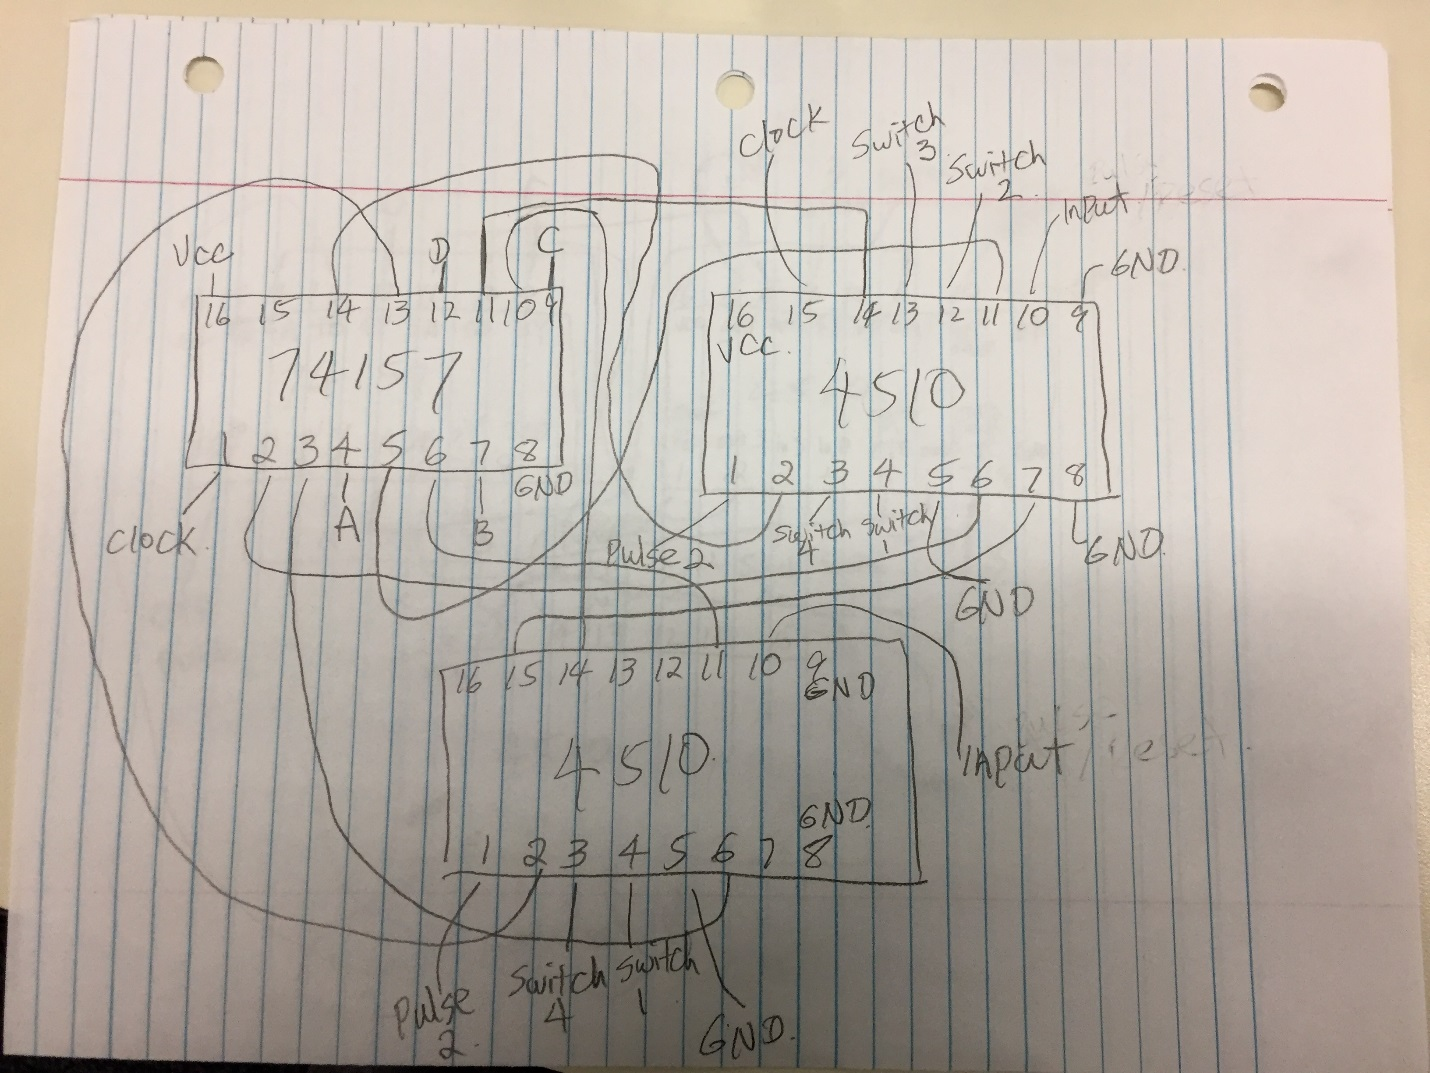 Clock
Switch
3
Switch
2
Input
Vcc
D
C
GND
16 15 14 13 12 11 10 9
16 15 14 13 12 11 10 9
VCC
74157
4510
1 2 3 4 5 6 7 8
GND
1 2 3 4 5 6 7 8
Clock
A
B
Pulse 2
Switch
4
Switch
1
GND
GND
16 15 14 13 12 11 10 9
GND
4510
Input
GND
1 2 3 4 5 6 7 8
Pulse
2
Switch
4
Switch
1
GND